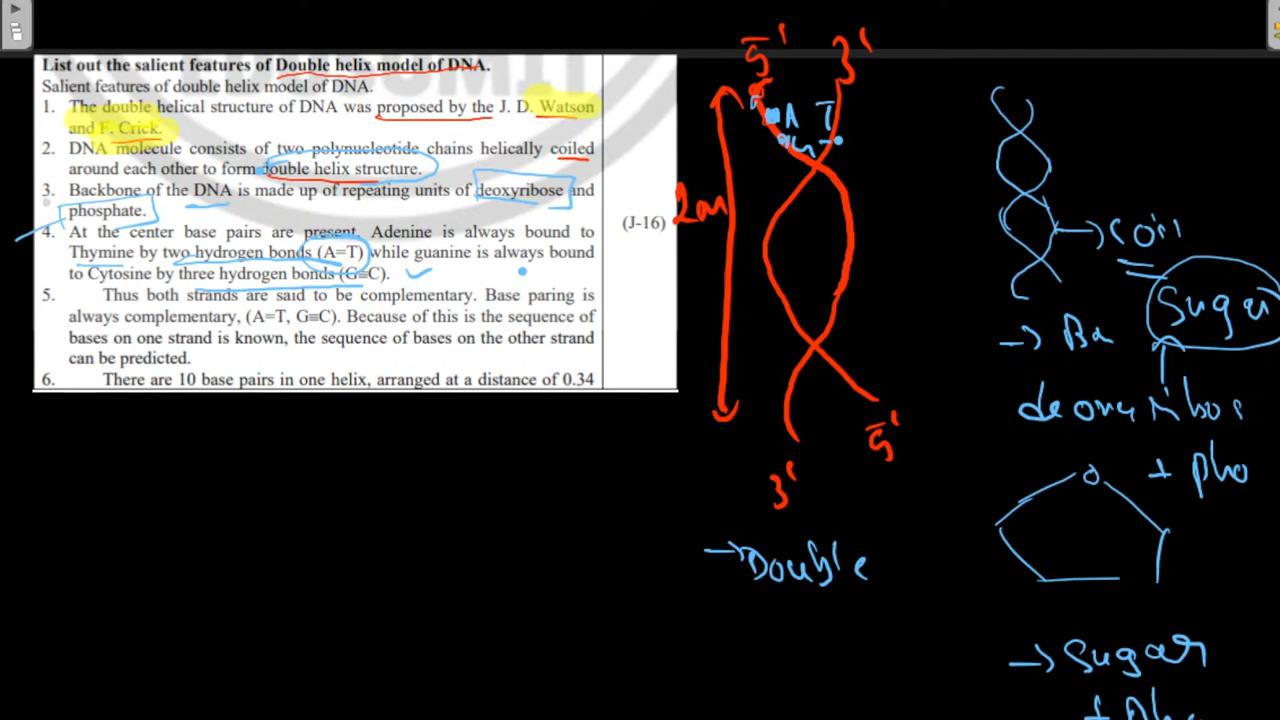 List out the salient features of Double helix model of DNA.
Salient features of double helix model of DNA.
1. The double helical structure of DNA was proposed by the J. D. Watson
and F. Crick.
2. DNA molecule consists of two polynucleotide chains helically coiled
around each other to form double helix structure.
3. Backbone of the DNA is made up of repeating units of deoxyribose and
phosphate.
(J-16)
4. At the center base pairs are present. Adenine is always bound to
Thymine by two hydrogen bonds (A=T) while guanine is always bound
to Cytosine by three hydrogen bonds (G≡C).
5. Thus both strands are said to be complementary. Base paring is
always complementary, (A=T, G≡C). Because of this is the sequence of
bases on one strand is known, the sequence of bases on the other strand
can be predicted.
6. There are 10 base pairs in one helix, arranged at a distance of 0.34
5' 3'
A T
3' 5'
→ Double
→ Coil
Sugar
→ Ba
+ pho
O
→ Sugar